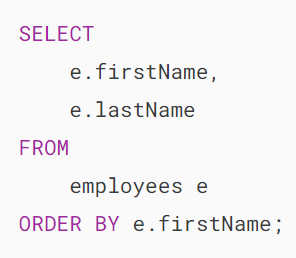 SELECT
    e.firstName,
    e.lastName
FROM
    employees e
ORDER BY e.firstName;